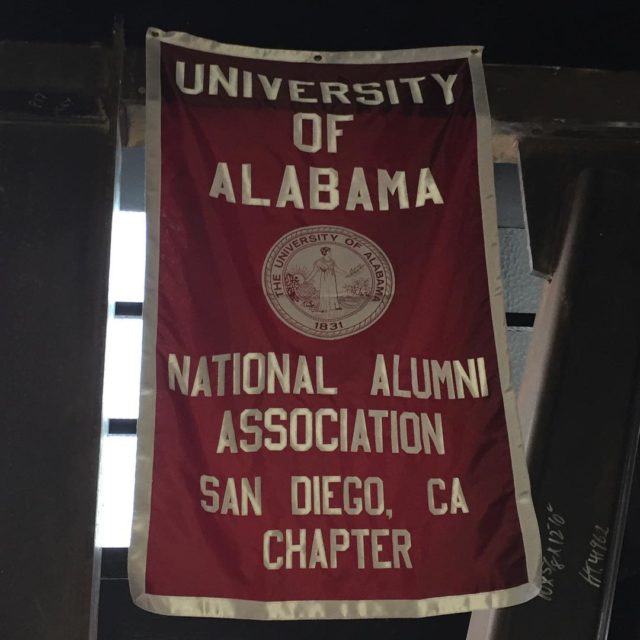 UNIVERSITY
OF
ALABAMA
THE UNIVERSITY OF ALABAMA
1831
NATIONAL ALUMNI
ASSOCIATION
SAN DIEGO, CA
CHAPTER